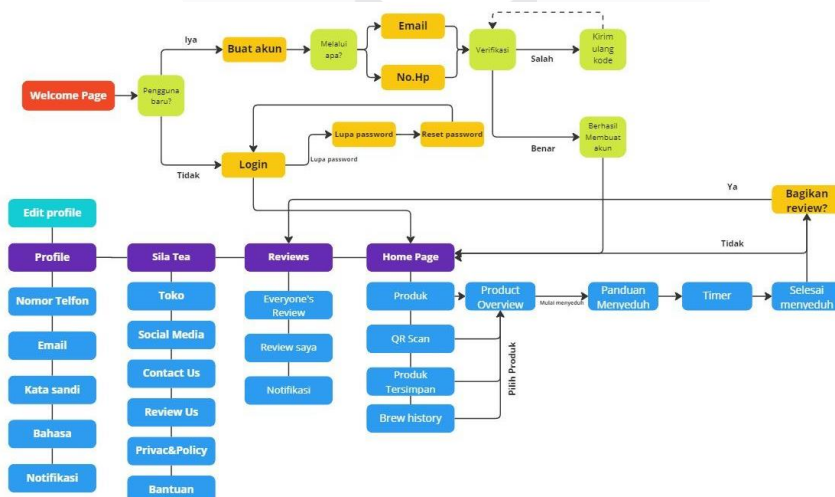 Iya
Buat akun
Melalui
apa?
Email
No.Hp
Verifikasi
Salah
Kirim
ulang
kode
Welcome Page
Pengguna
baru?
Tidak
Login
Lupa password
Lupa password
Reset password
Benar
Berhasil
Membuat
akun
Ya
Bagikan
review?
Tidak
Edit profile
Profile
Sila Tea
Reviews
Home Page
Nomor Telfon
Email
Kata sandi
Bahasa
Notifikasi
Toko
Social Media
Contact Us
Review Us
Privac&Policy
Bantuan
Everyone's
Review
Review saya
Notifikasi
Produk
QR Scan
Produk
Tersimpan
Brew history
Pilih Produk
Product
Overview
Mulai menyeduh
Panduan
Menyeduh
Timer
Selesai
menyeduh